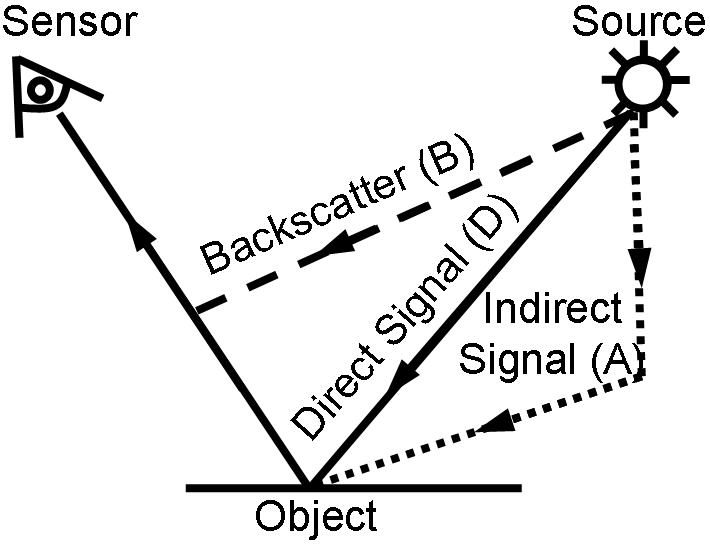 Sensor
Source
Backscatter (B)
Direct Signal (D)
Indirect
Signal (A)
Object